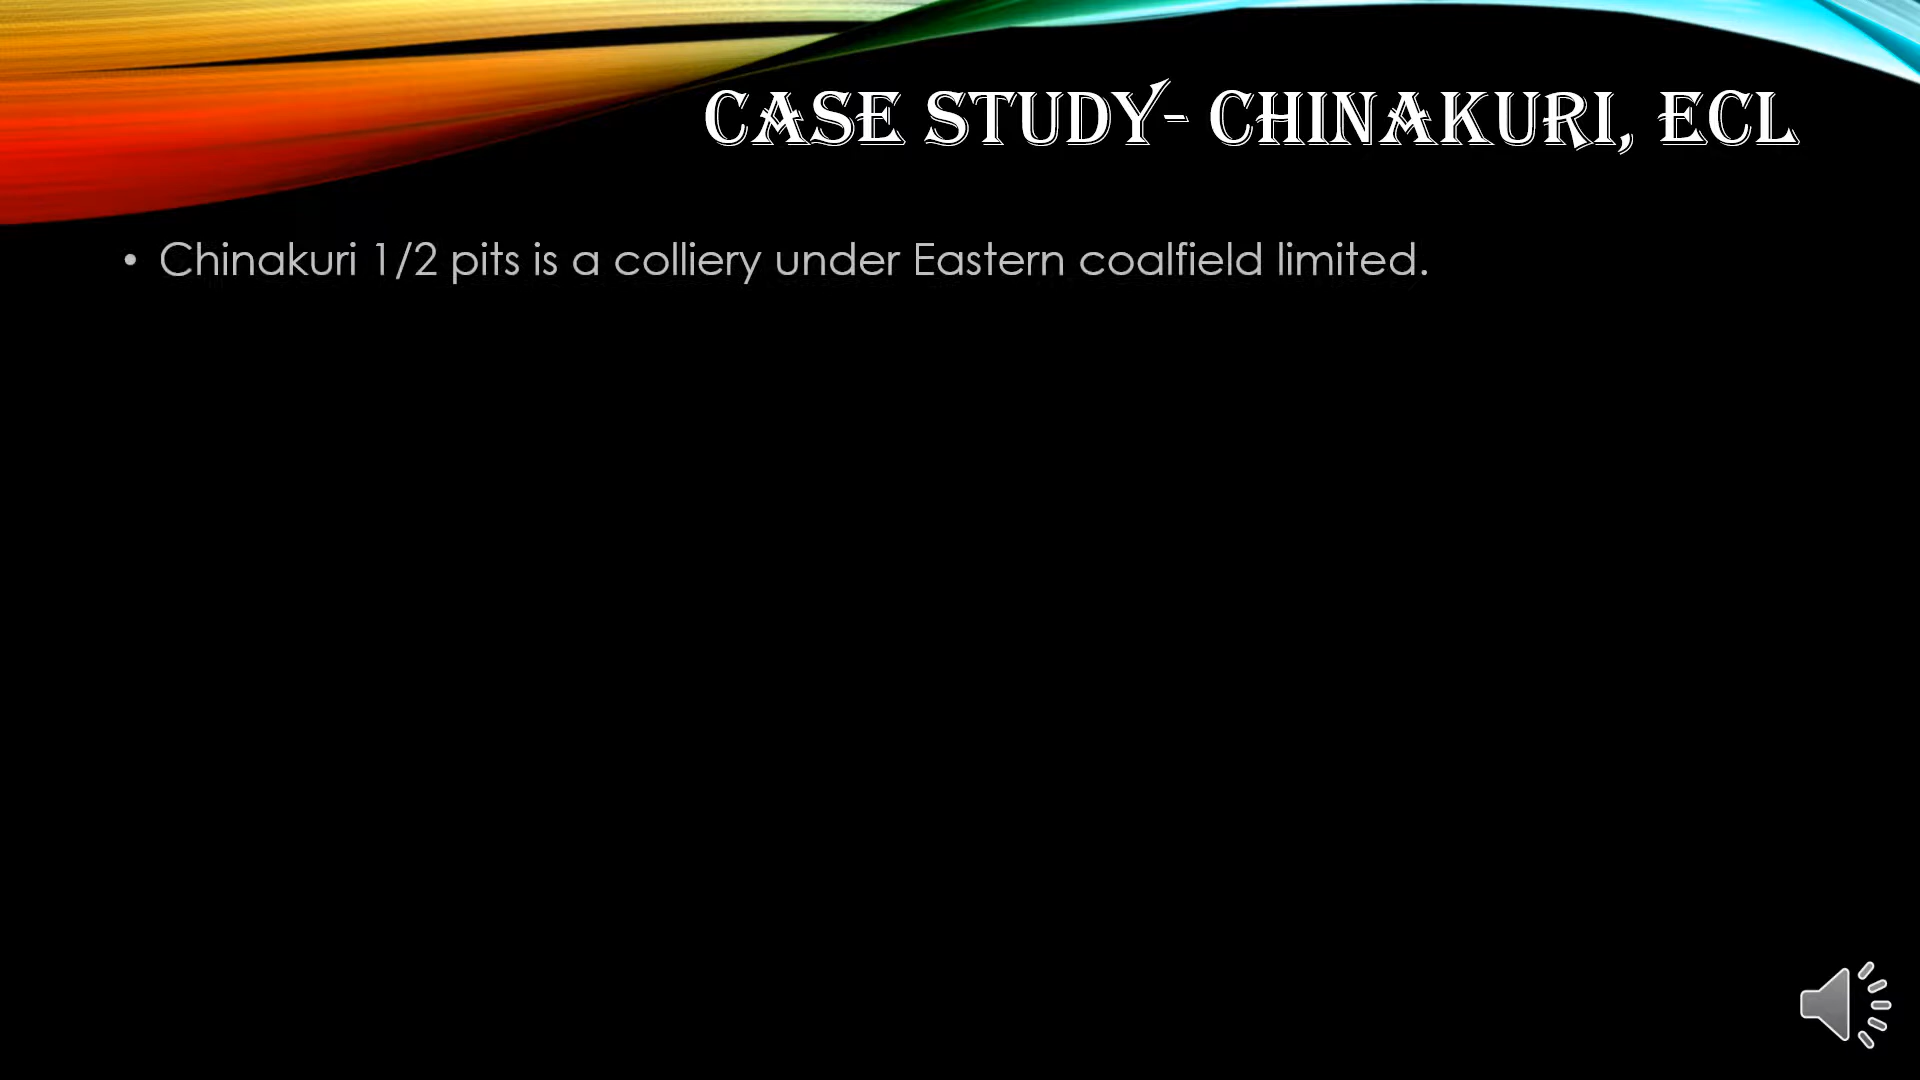 CASE STUDY- CHINAKURI, ECL
• Chinakuri 1/2 pits is a colliery under Eastern coalfield limited.